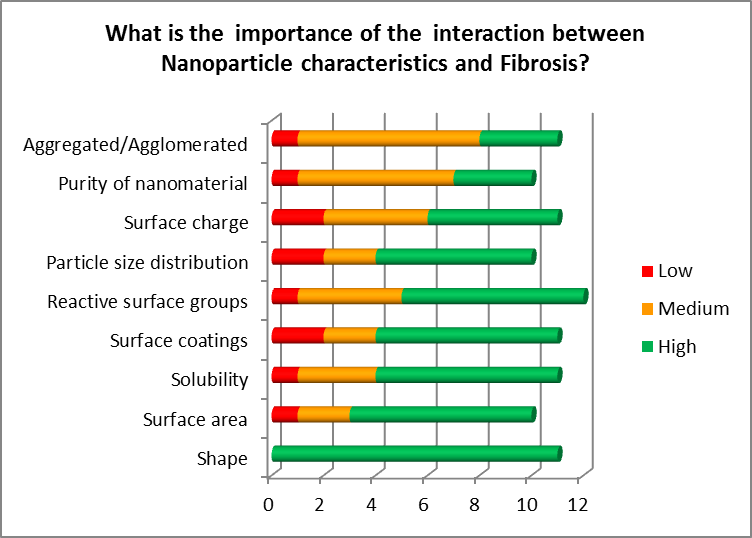 What is the importance of the interaction between
Nanoparticle characteristics and Fibrosis?
Aggregated/Agglomerated
Purity of nanomaterial
Surface charge
Particle size distribution
Reactive surface groups
Surface coatings
Solubility
Surface area
Shape
0 2 4 6 8 10 12
Low
Medium
High